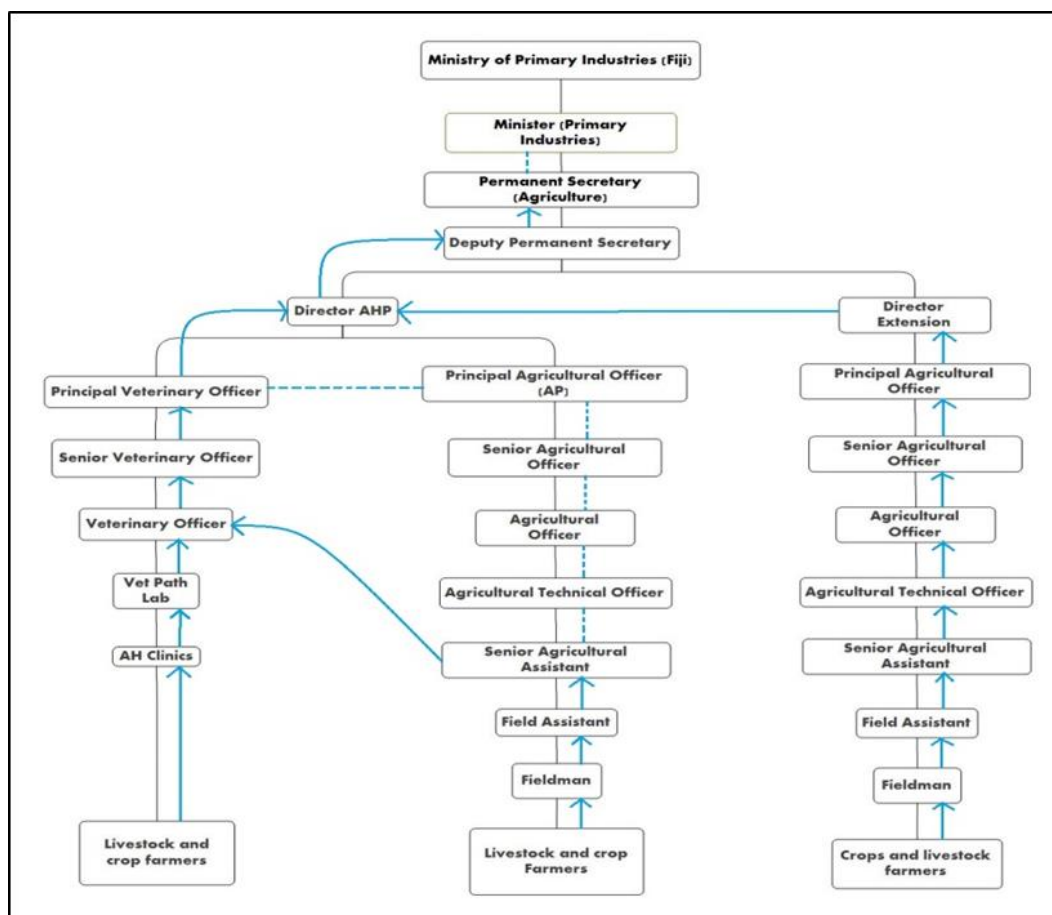 Ministry of Primary Industries (Fiji)
Minister (Primary
Industries)
Permanent Secretary
(Agriculture)
Deputy Permanent Secretary
Director AHP
Director
Extension
Principal Veterinary Officer
Principal Agricultural Officer
(AP)
Principal Agricultural
Officer
Senior Veterinary Officer
Senior Agricultural
Officer
Senior Agricultural
Officer
Veterinary Officer
Agricultural
Officer
Agricultural
Officer
Vet Path
Lab
Agricultural Technical Officer
Agricultural Technical Officer
AH Clinics
Senior Agricultural
Assistant
Senior Agricultural
Assistant
Field Assistant
Field Assistant
Fieldman
Fieldman
Livestock and
crop farmers
Livestock and crop
Farmers
Crops and livestock
farmers